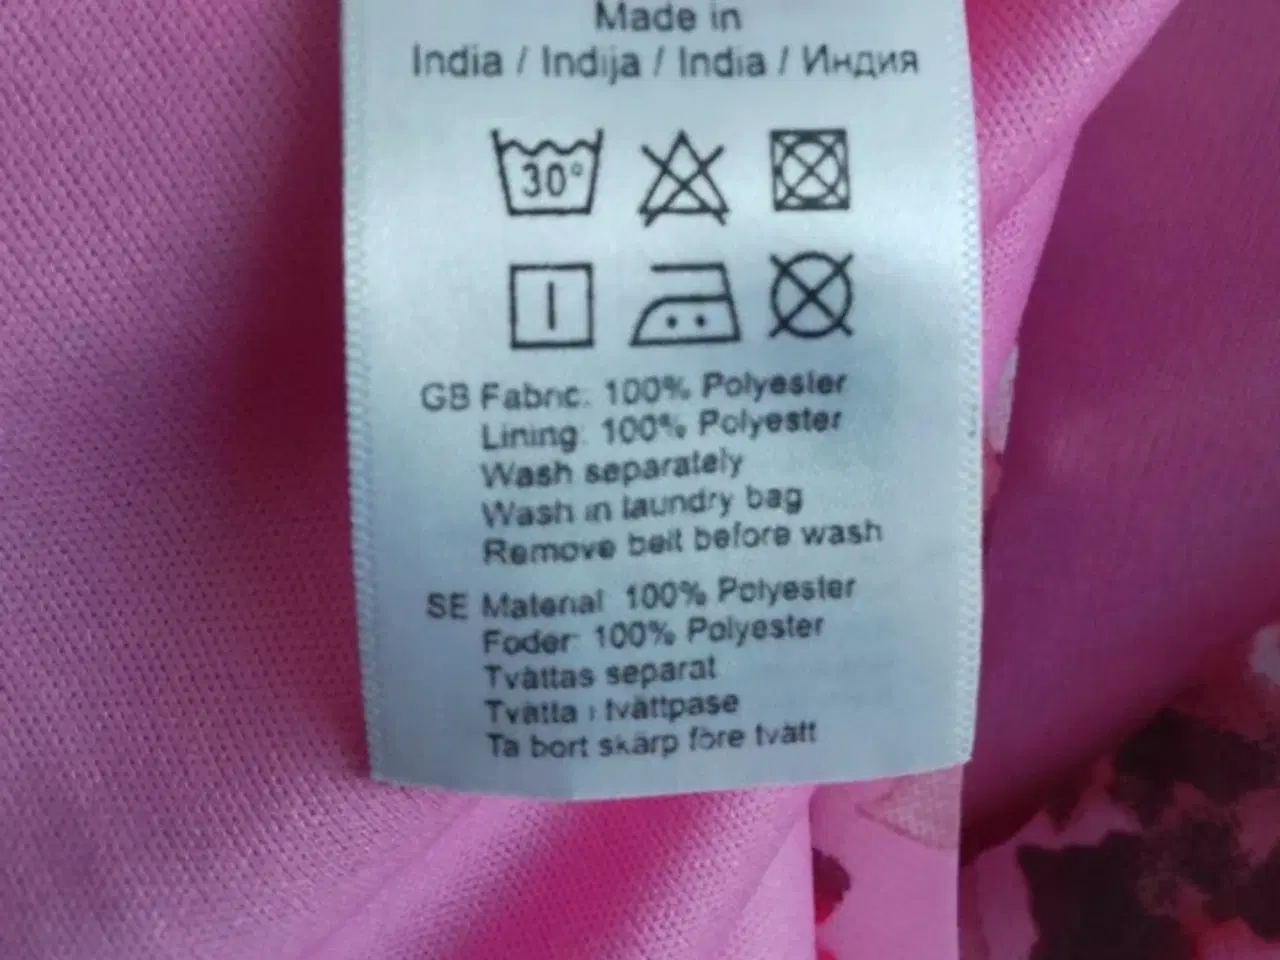 Made in
India / Indija / India / Индия
30°
GB Fabric: 100% Polyester
Lining: 100% Polyester
Wash separately
Wash in laundry bag
Remove belt before wash
SE Material 100% Polyester
Foder: 100% Polyester
Tvättas separat
Tvätta i tvättpase
Ta bort skärp före tvätt